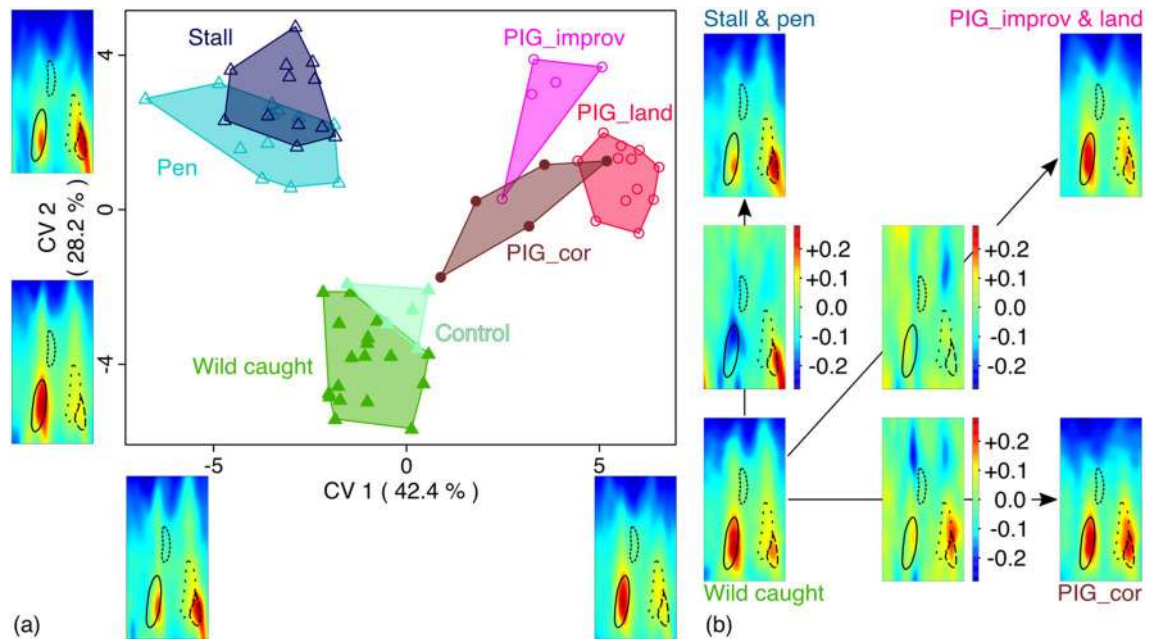 Stall
PIG_improv
PIG_land
Pen
PIG_cor
Control
Wild caught
CV 2
( 28.2 % )
4
0
-4
-5
0
5
CV 1 ( 42.4 % )
(a)
Stall & pen
PIG_improv & land
+0.2
+0.1
0.0
-0.1
-0.2
+0.2
+0.1
0.0
-0.1
-0.2
+0.2
+0.1
0.0
-0.1
-0.2
Wild caught
PIG_cor
(b)